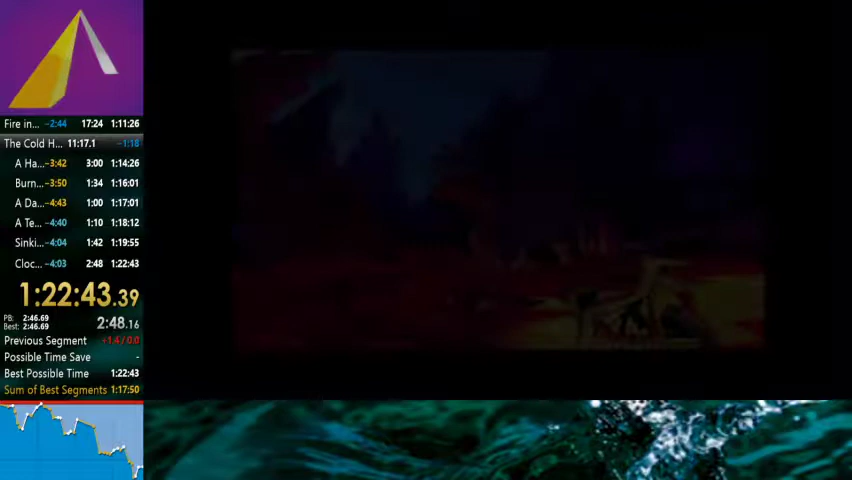 Fire in... −2:44 17:24 1:11:26
The Cold H... 11:17.1 −1:18
A Ha... −3:42 3:00 1:14:26
Burn... −3:50 1:34 1:16:01
A Da... −4:43 1:00 1:17:01
A Te... −4:40 1:10 1:18:12
Sinki... −4:04 1:42 1:19:55
Cloc... −4:03 2:48 1:22:43
1:22:43.39
PB: 2:46.69
Best: 2:46.69
2:48.16
Previous Segment +1.4 / 0.0
Possible Time Save -
Best Possible Time 1:22:43
Sum of Best Segments 1:17:50